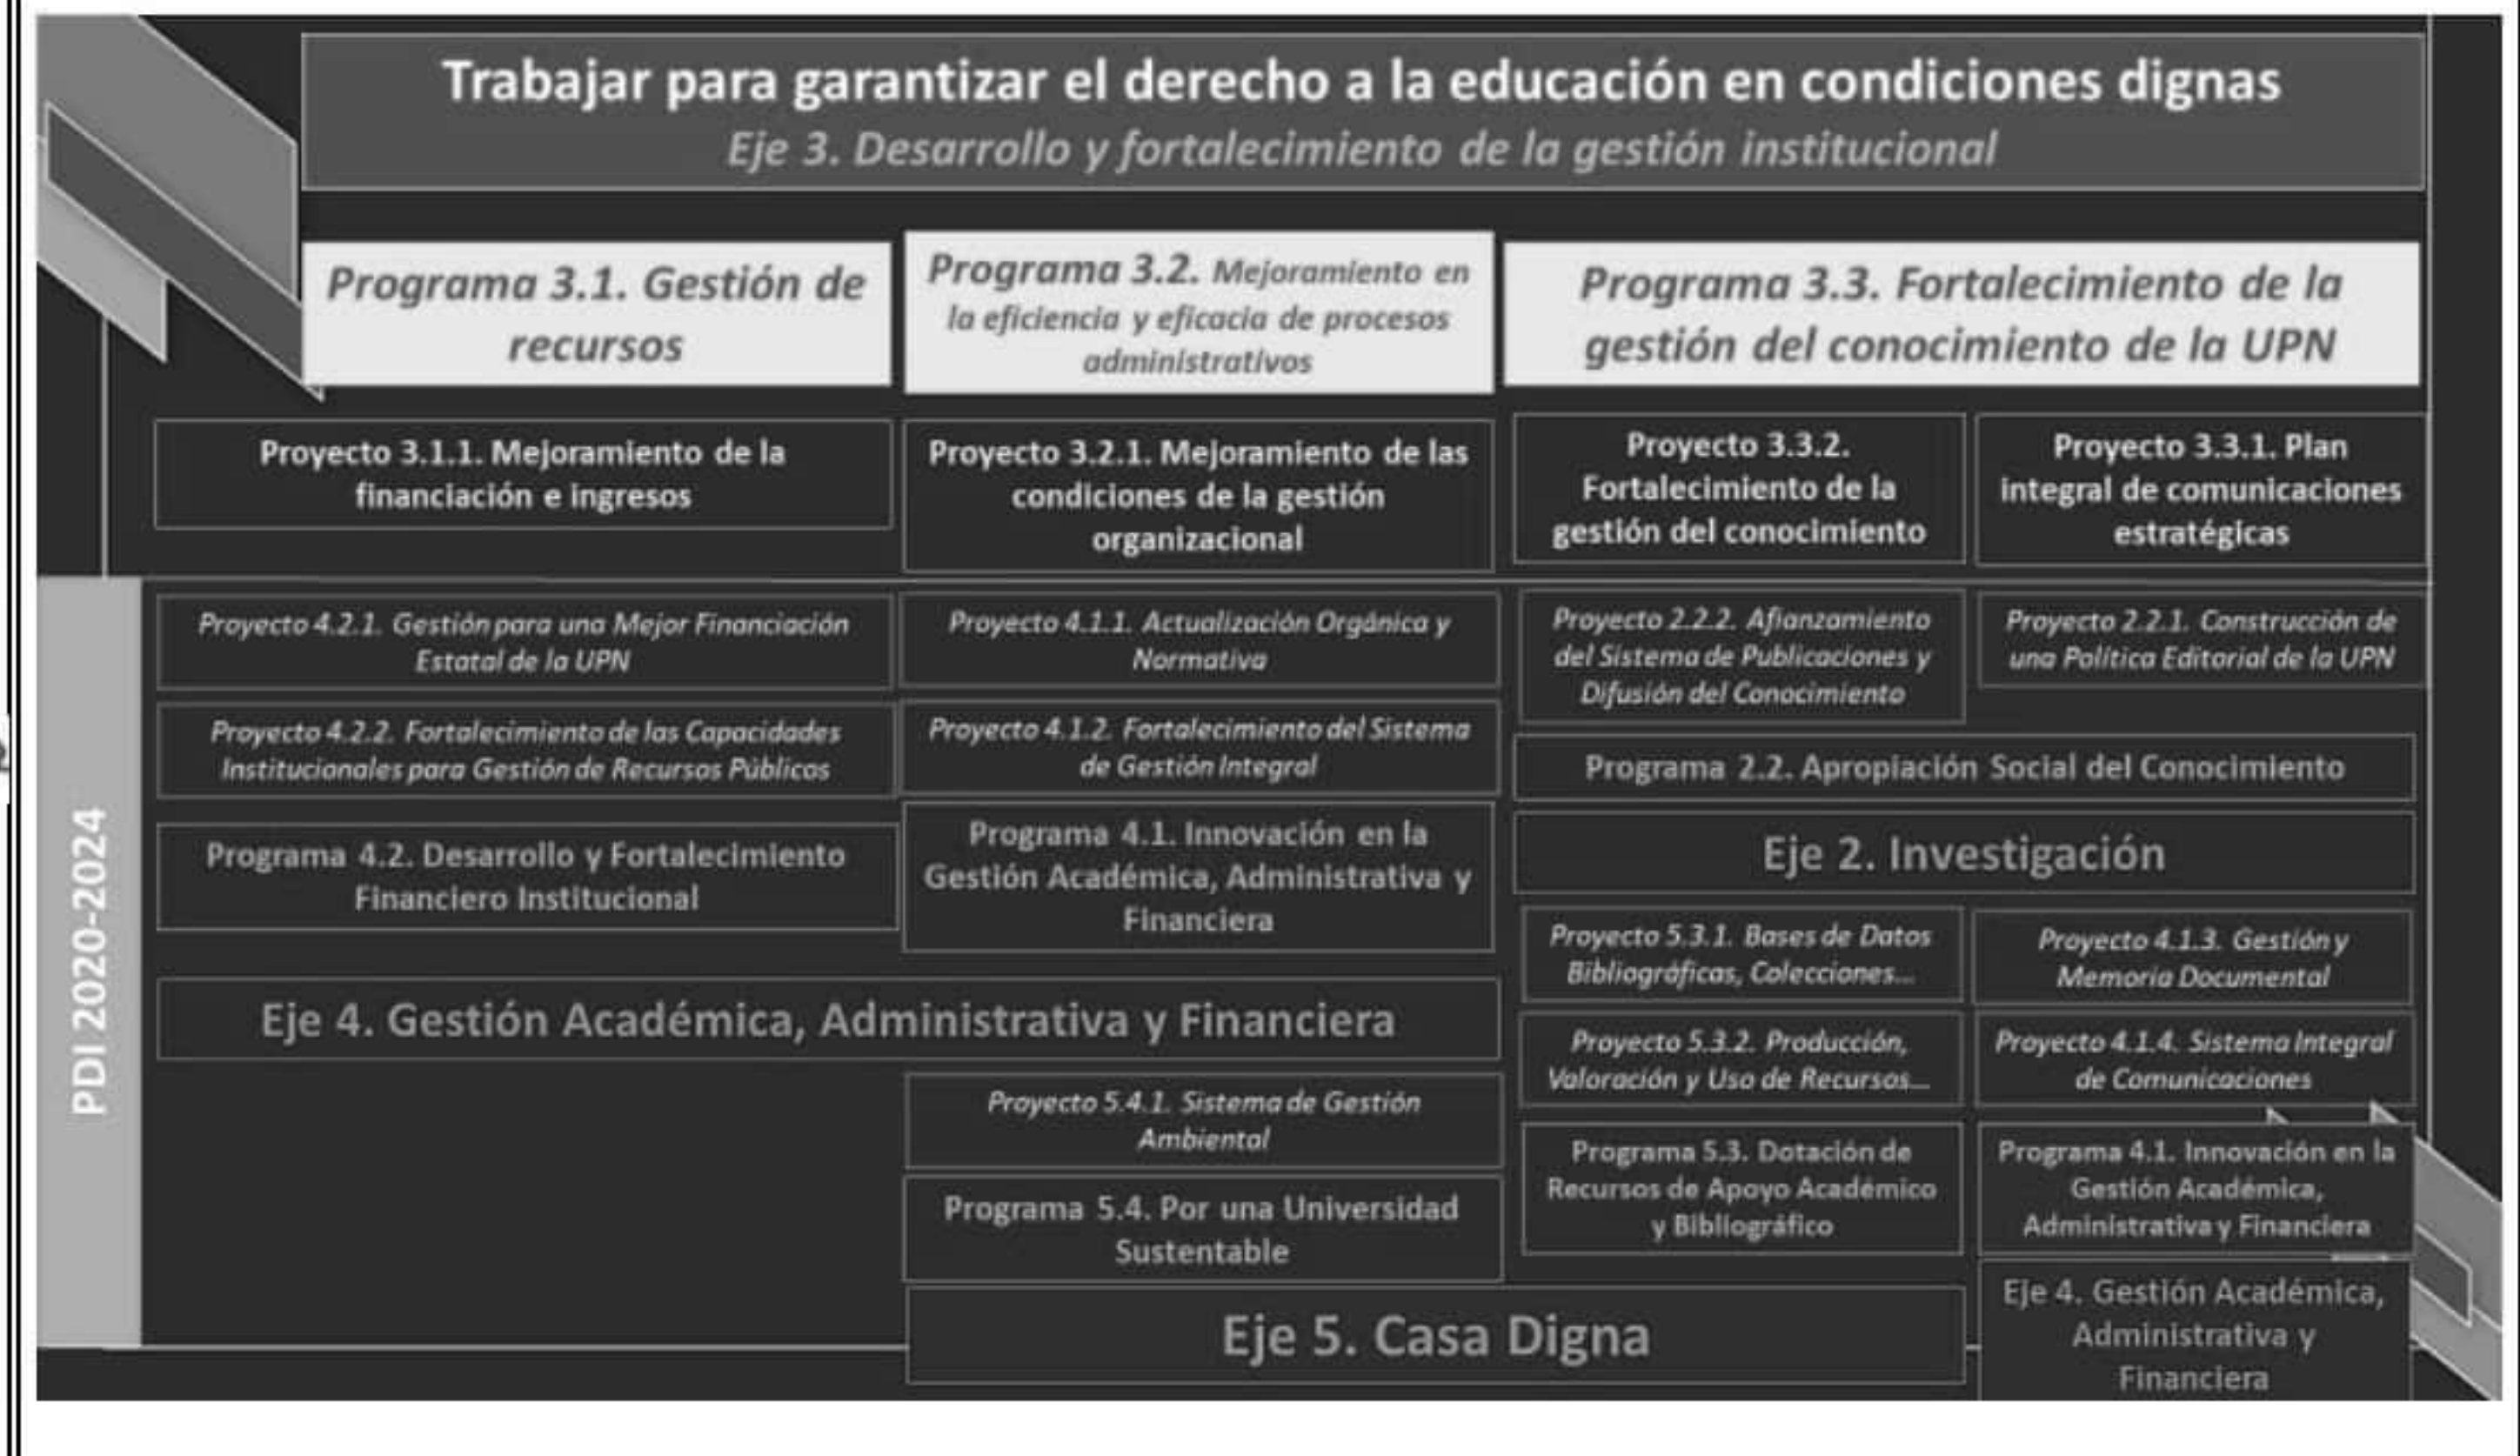 Trabajar para garantizar el derecho a la educación en condiciones dignas
Eje 3. Desarrollo y fortalecimiento de la gestión institucional
Programa 3.1. Gestión de
recursos
Programa 3.2. Mejoramiento en
la eficiencia y eficacia de procesos
administrativos
Programa 3.3. Fortalecimiento de la
gestión del conocimiento de la UPN
Proyecto 3.1.1. Mejoramiento de la
financiación e ingresos
Proyecto 3.2.1. Mejoramiento de las
condiciones de la gestión
organizacional
Proyecto 3.3.2.
Fortalecimiento de la
gestión del conocimiento
Proyecto 3.3.1. Plan
integral de comunicaciones
estratégicas
PDI 2020-2024
Proyecto 4.2.1. Gestión para una Mejor Financiación
Estatal de la UPN
Proyecto 4.2.2. Fortalecimiento de las Capacidades
Institucionales para Gestión de Recursos Públicos
Programa 4.2. Desarrollo y Fortalecimiento
Financiero Institucional
Proyecto 4.1.1. Actualización Orgánica y
Normativa
Proyecto 4.1.2. Fortalecimiento del Sistema
de Gestión Integral
Programa 4.1. Innovación en la
Gestión Académica, Administrativa y
Financiera
Eje 4. Gestión Académica, Administrativa y Financiera
Proyecto 5.4.1. Sistema de Gestión
Ambiental
Programa 5.4. Por una Universidad
Sustentable
Proyecto 2.2.2. Afianzamiento
del Sistema de Publicaciones y
Difusión del Conocimiento
Proyecto 2.2.1. Construcción de
una Política Editorial de la UPN
Programa 2.2. Apropiación Social del Conocimiento
Eje 2. Investigación
Proyecto 5.3.1. Bases de Datos
Bibliográficas, Colecciones...
Proyecto 5.3.2. Producción,
Valoración y Uso de Recursos...
Programa 5.3. Dotación de
Recursos de Apoyo Académico
y Bibliográfico
Eje 5. Casa Digna
Proyecto 4.1.3. Gestión y
Memoria Documental
Proyecto 4.1.4. Sistema Integral
de Comunicaciones
Programa 4.1. Innovación en la
Gestión Académica,
Administrativa y Financiera
Eje 4. Gestión Académica,
Administrativa y
Financiera